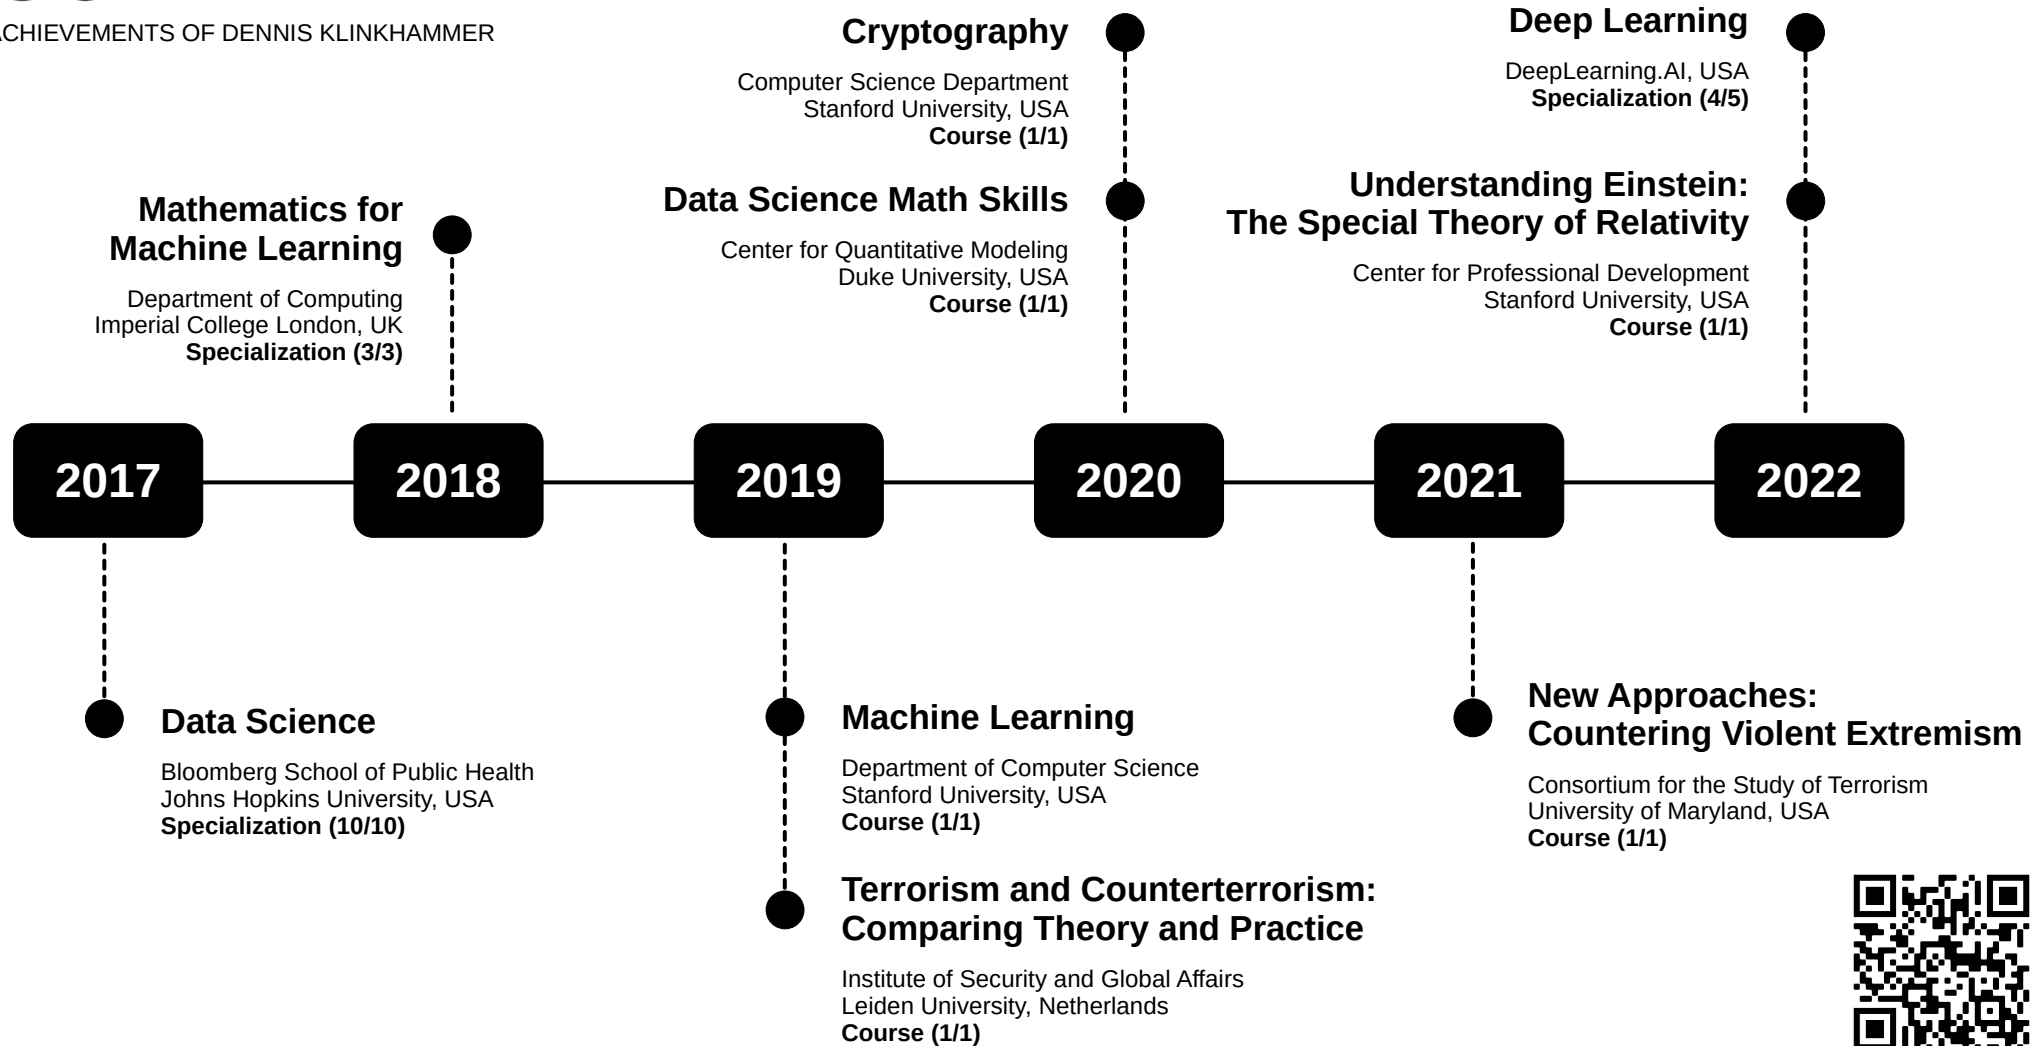 ACHIEVEMENTS OF DENNIS KLINKHAMMER
Cryptography
Computer Science Department
Stanford University, USA
Course (1/1)
Deep Learning
DeepLearning.AI, USA
Specialization (4/5)
Mathematics for
Machine Learning
Department of Computing
Imperial College London, UK
Specialization (3/3)
Data Science Math Skills
Center for Quantitative Modeling
Duke University, USA
Course (1/1)
Understanding Einstein:
The Special Theory of Relativity
Center for Professional Development
Stanford University, USA
Course (1/1)
2017
2018
2019
2020
2021
2022
Data Science
Bloomberg School of Public Health
Johns Hopkins University, USA
Specialization (10/10)
Machine Learning
Department of Computer Science
Stanford University, USA
Course (1/1)
Terrorism and Counterterrorism:
Comparing Theory and Practice
Institute of Security and Global Affairs
Leiden University, Netherlands
Course (1/1)
New Approaches:
Countering Violent Extremism
Consortium for the Study of Terrorism
University of Maryland, USA
Course (1/1)